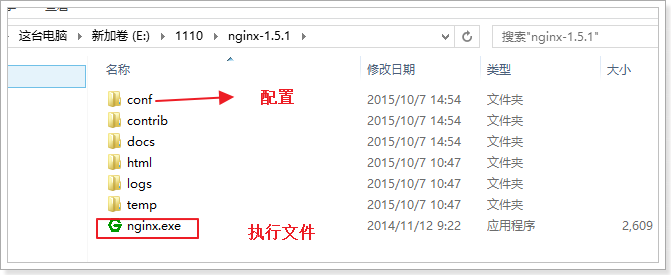 查看
这台电脑 新加卷 (E:) 1110 nginx-1.5.1 搜索"nginx-1.5.1"
名称 修改日期 类型 大小
conf 配置 2015/10/7 14:54 文件夹
contrib 2015/10/7 14:54 文件夹
docs 2015/10/7 14:54 文件夹
html 2015/10/7 10:47 文件夹
logs 2015/10/7 10:47 文件夹
temp 2015/10/7 10:47 文件夹
nginx.exe 执行文件 2014/11/12 9:22 应用程序 2,609